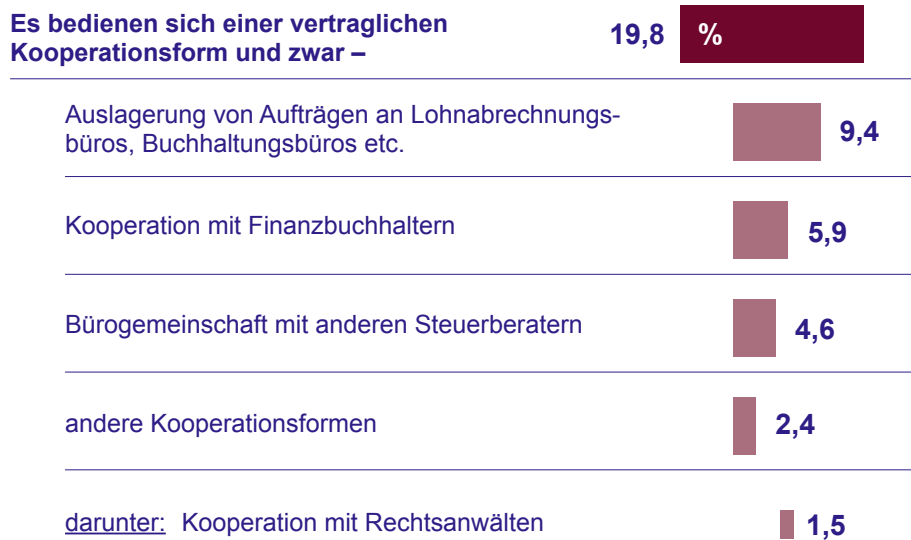 Es bedienen sich einer vertraglichen
Kooperationsform und zwar –
19,8 %
Auslagerung von Aufträgen an Lohnabrechnungs-
büros, Buchhaltungsbüros etc.
9,4
Kooperation mit Finanzbuchhaltern
5,9
Bürogemeinschaft mit anderen Steuerberatern
4,6
andere Kooperationsformen
2,4
darunter: Kooperation mit Rechtsanwälten
1,5